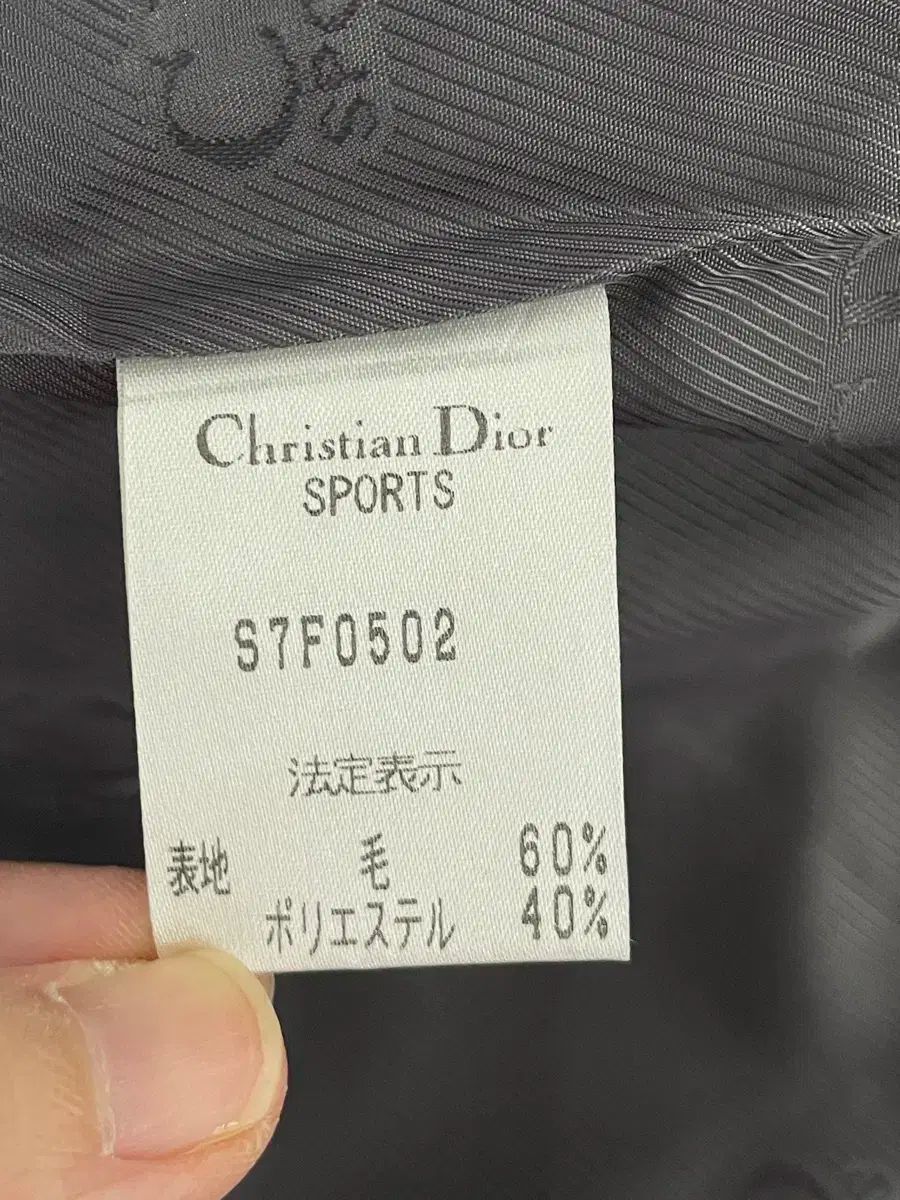 Christian Dior
SPORTS
S7F0502
法定表示
表地 毛 60%
ポリエステル 40%